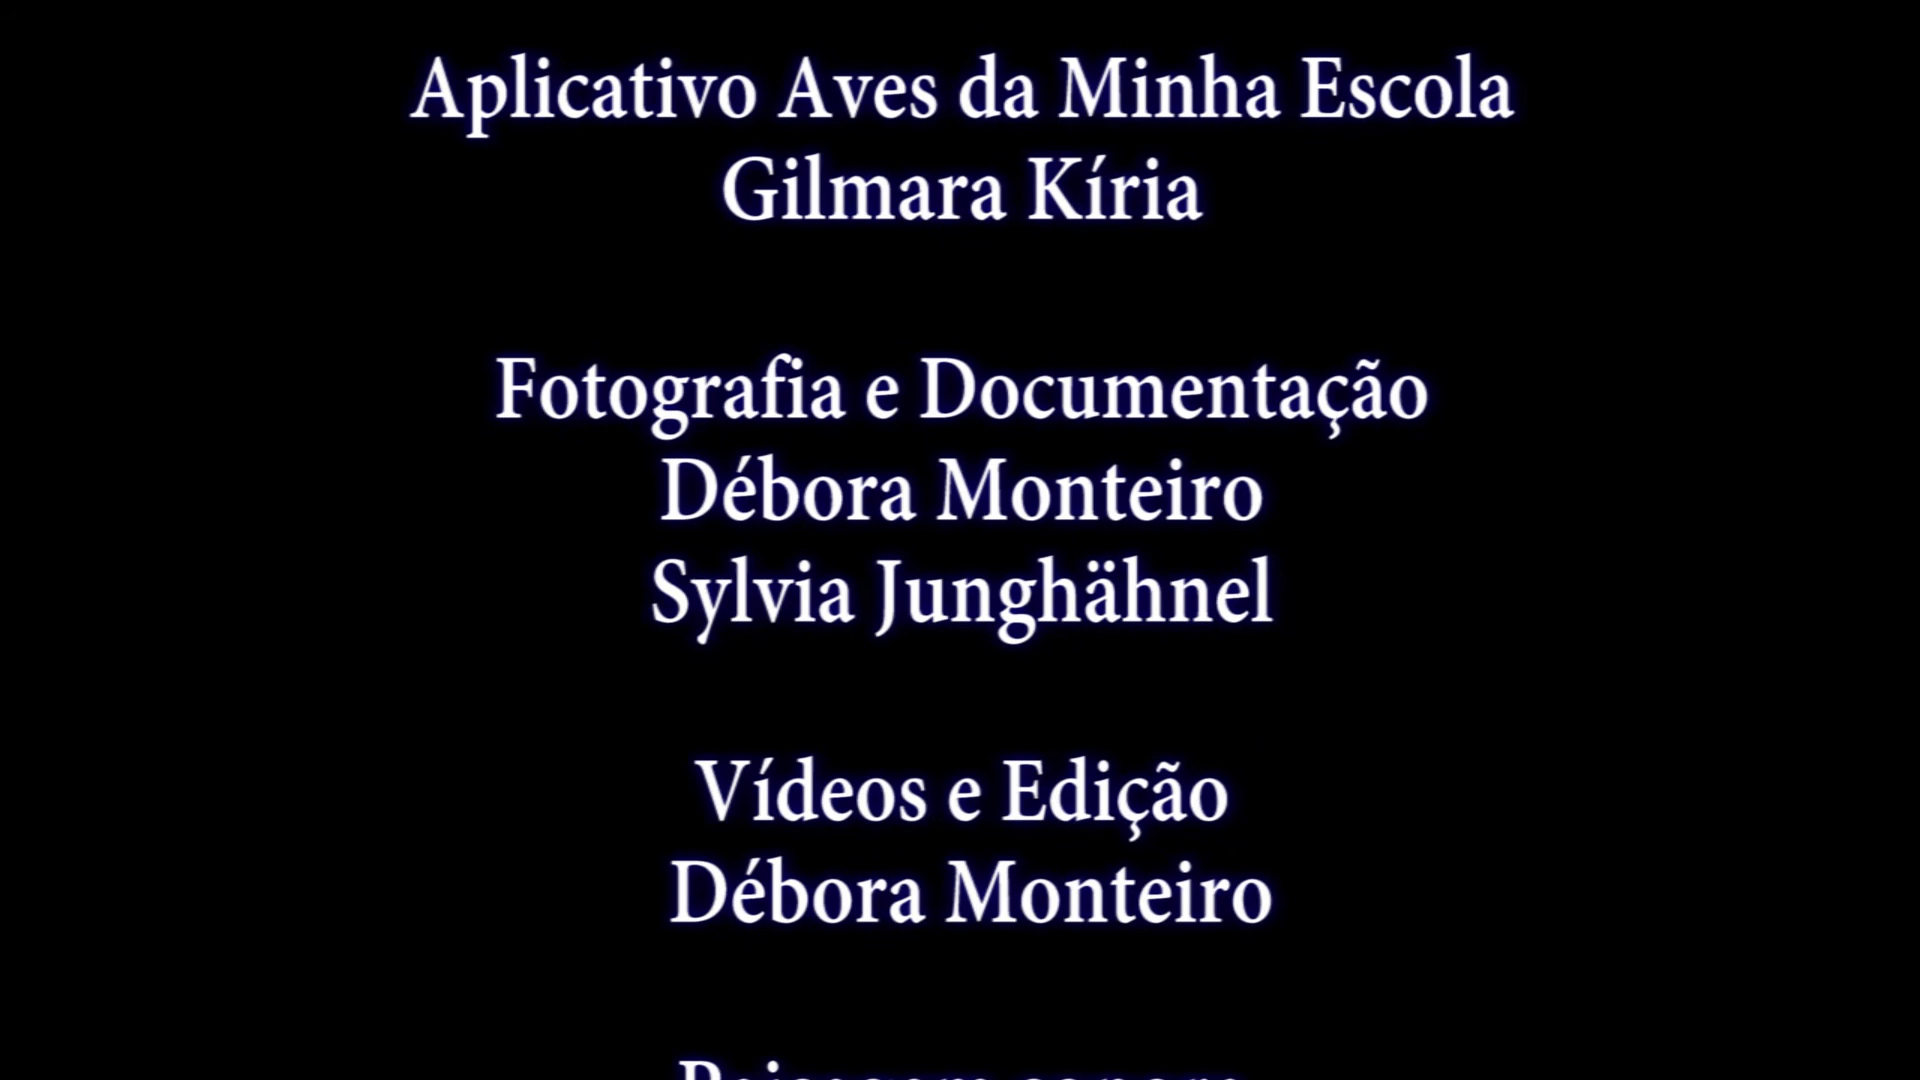 Aplicativo Aves da Minha Escola
Gilmara Kíria
Fotografia e Documentação
Débora Monteiro
Sylvia Junghähnel
Vídeos e Edição
Débora Monteiro